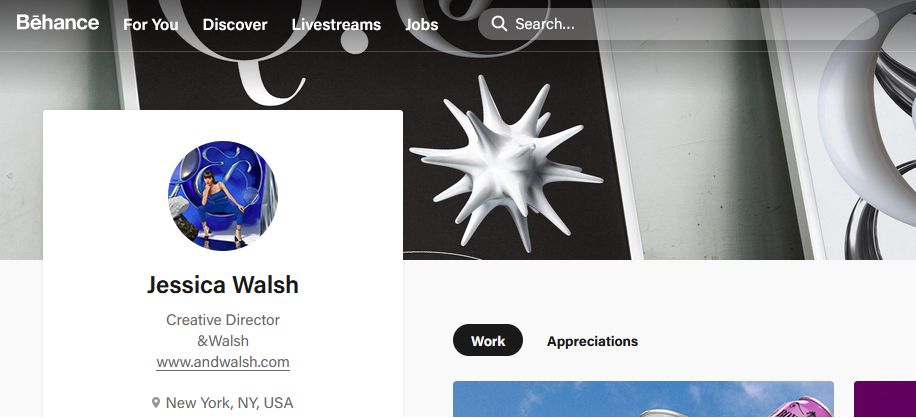 Bēhance For You Discover Livestreams Jobs Search...
Jessica Walsh
Creative Director
&Walsh
www.andwalsh.com
New York, NY, USA
Work Appreciations